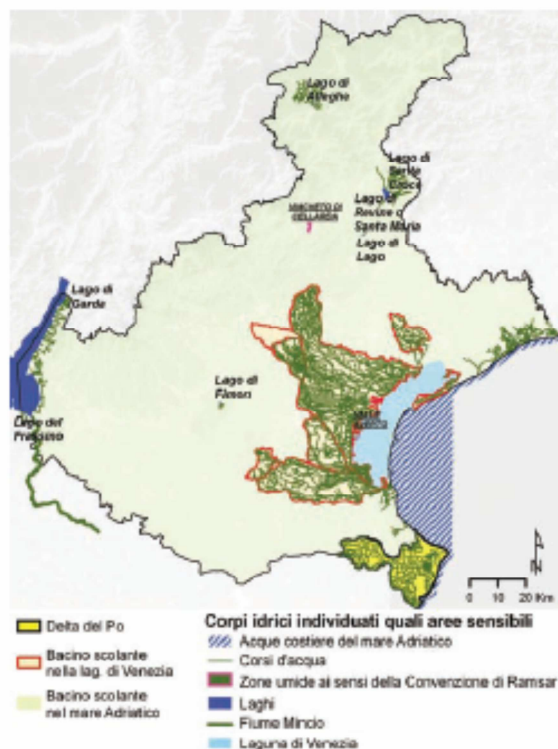 Lago di
Alleghe
Lago di
Santa
Croce
VINCHETO DI
CELLARDA
Lago di
Revine o
Santa Maria
Lago di
Lago
Lago di
Garda
Lago di
Fimon
Lago del
Frassino
N
0 10 20 Km
Delta del Po
Bacino scolante
nella lag. di Venezia
Bacino scolante
nel mare Adriatico
Corpi idrici individuati quali aree sensibili
Acque costiere del mare Adriatico
Corsi d'acqua
Zone umide ai sensi della Convenzione di Ramsar
Laghi
Fiume Mincio
Laguna di Venezia